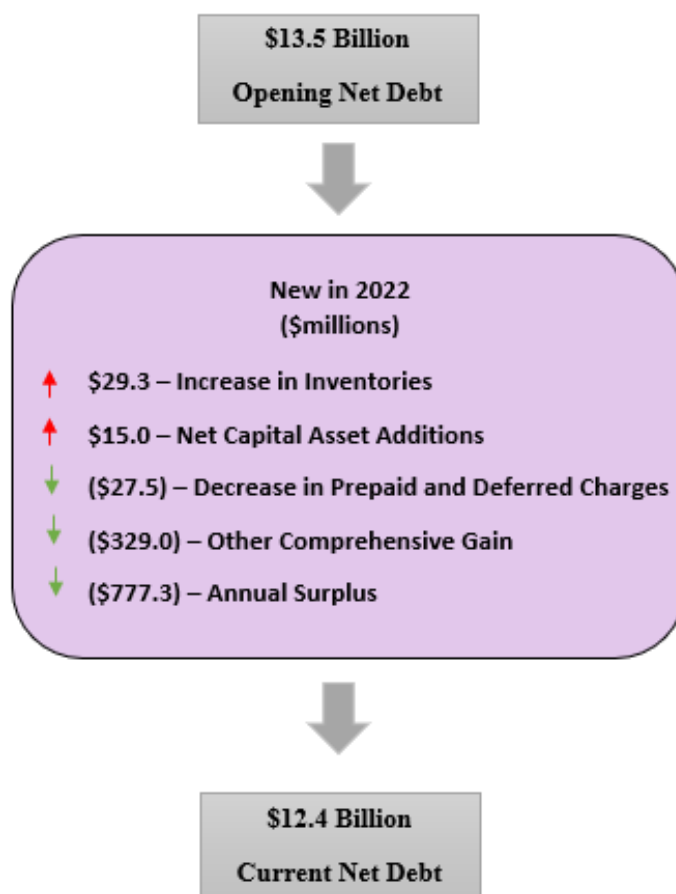 $13.5 Billion
Opening Net Debt
New in 2022
($millions)
$29.3 – Increase in Inventories
$15.0 – Net Capital Asset Additions
($27.5) – Decrease in Prepaid and Deferred Charges
($329.0) – Other Comprehensive Gain
($777.3) – Annual Surplus
$12.4 Billion
Current Net Debt